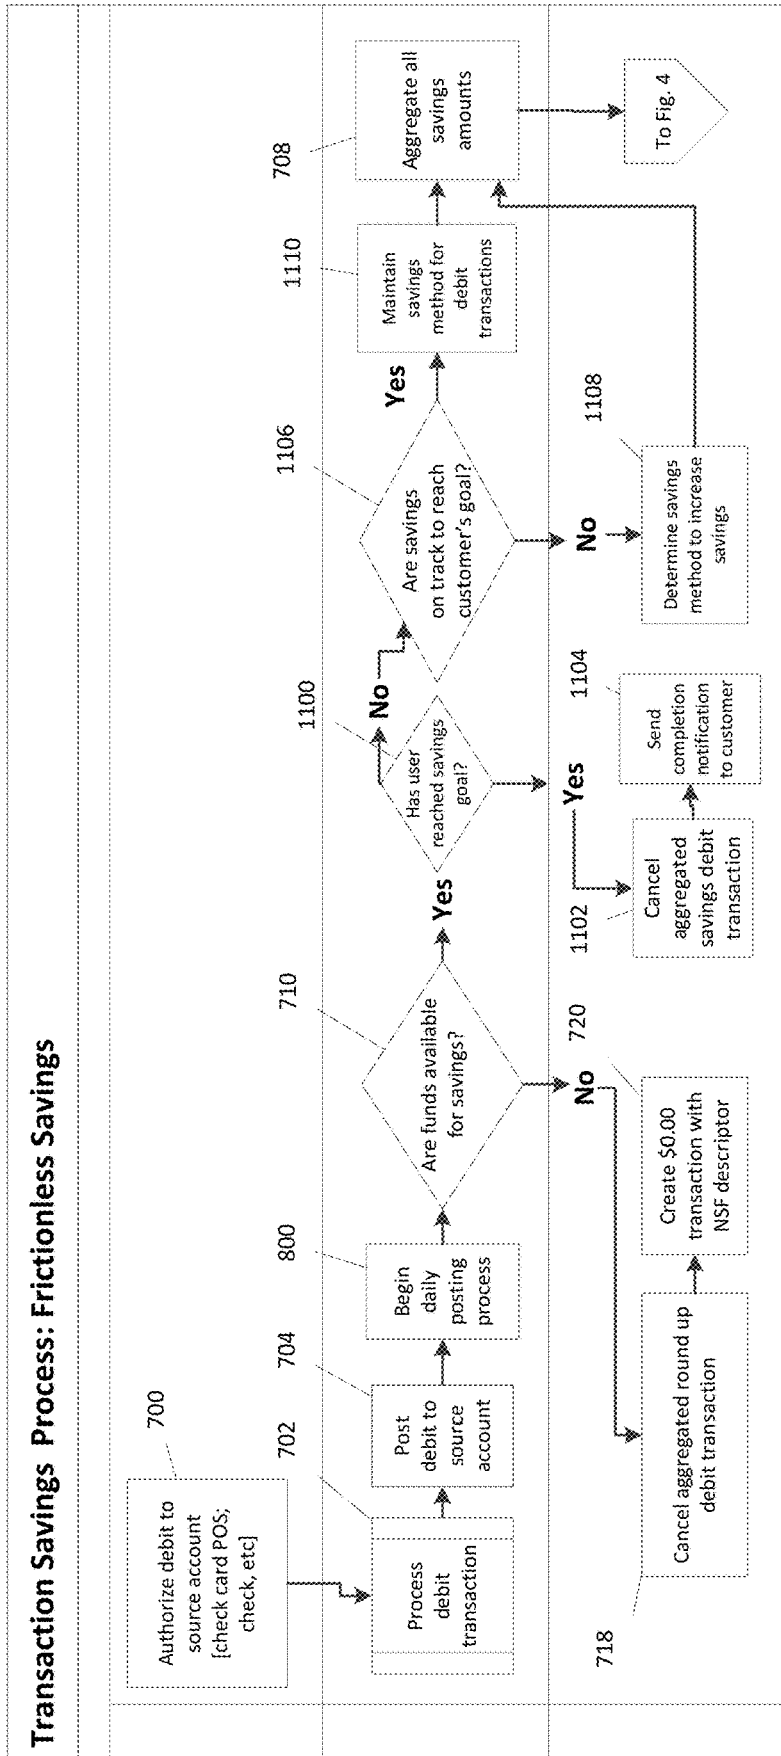 Transaction Savings Process: Frictionless Savings
700
Authorize debit to
source account
[check card POS;
check, etc]
702
Process
debit
transaction
704
Post
debit to
source
account
800
Begin
daily
posting
process
710
Are funds available
for savings?
Yes
No
718
Cancel aggregated round up
debit transaction
720
Create $0.00
transaction with
NSF descriptor
1100
Has user
reached savings
goal?
No
Yes
1102
Cancel
aggregated
savings debit
transaction
1104
Send
completion
notification
to customer
1106
Are savings
on track to reach
customer's goal?
Yes
No
1108
Determine savings
method to increase
savings
1110
Maintain
savings
method for
debit
transactions
708
Aggregate all
savings
amounts
To Fig. 4